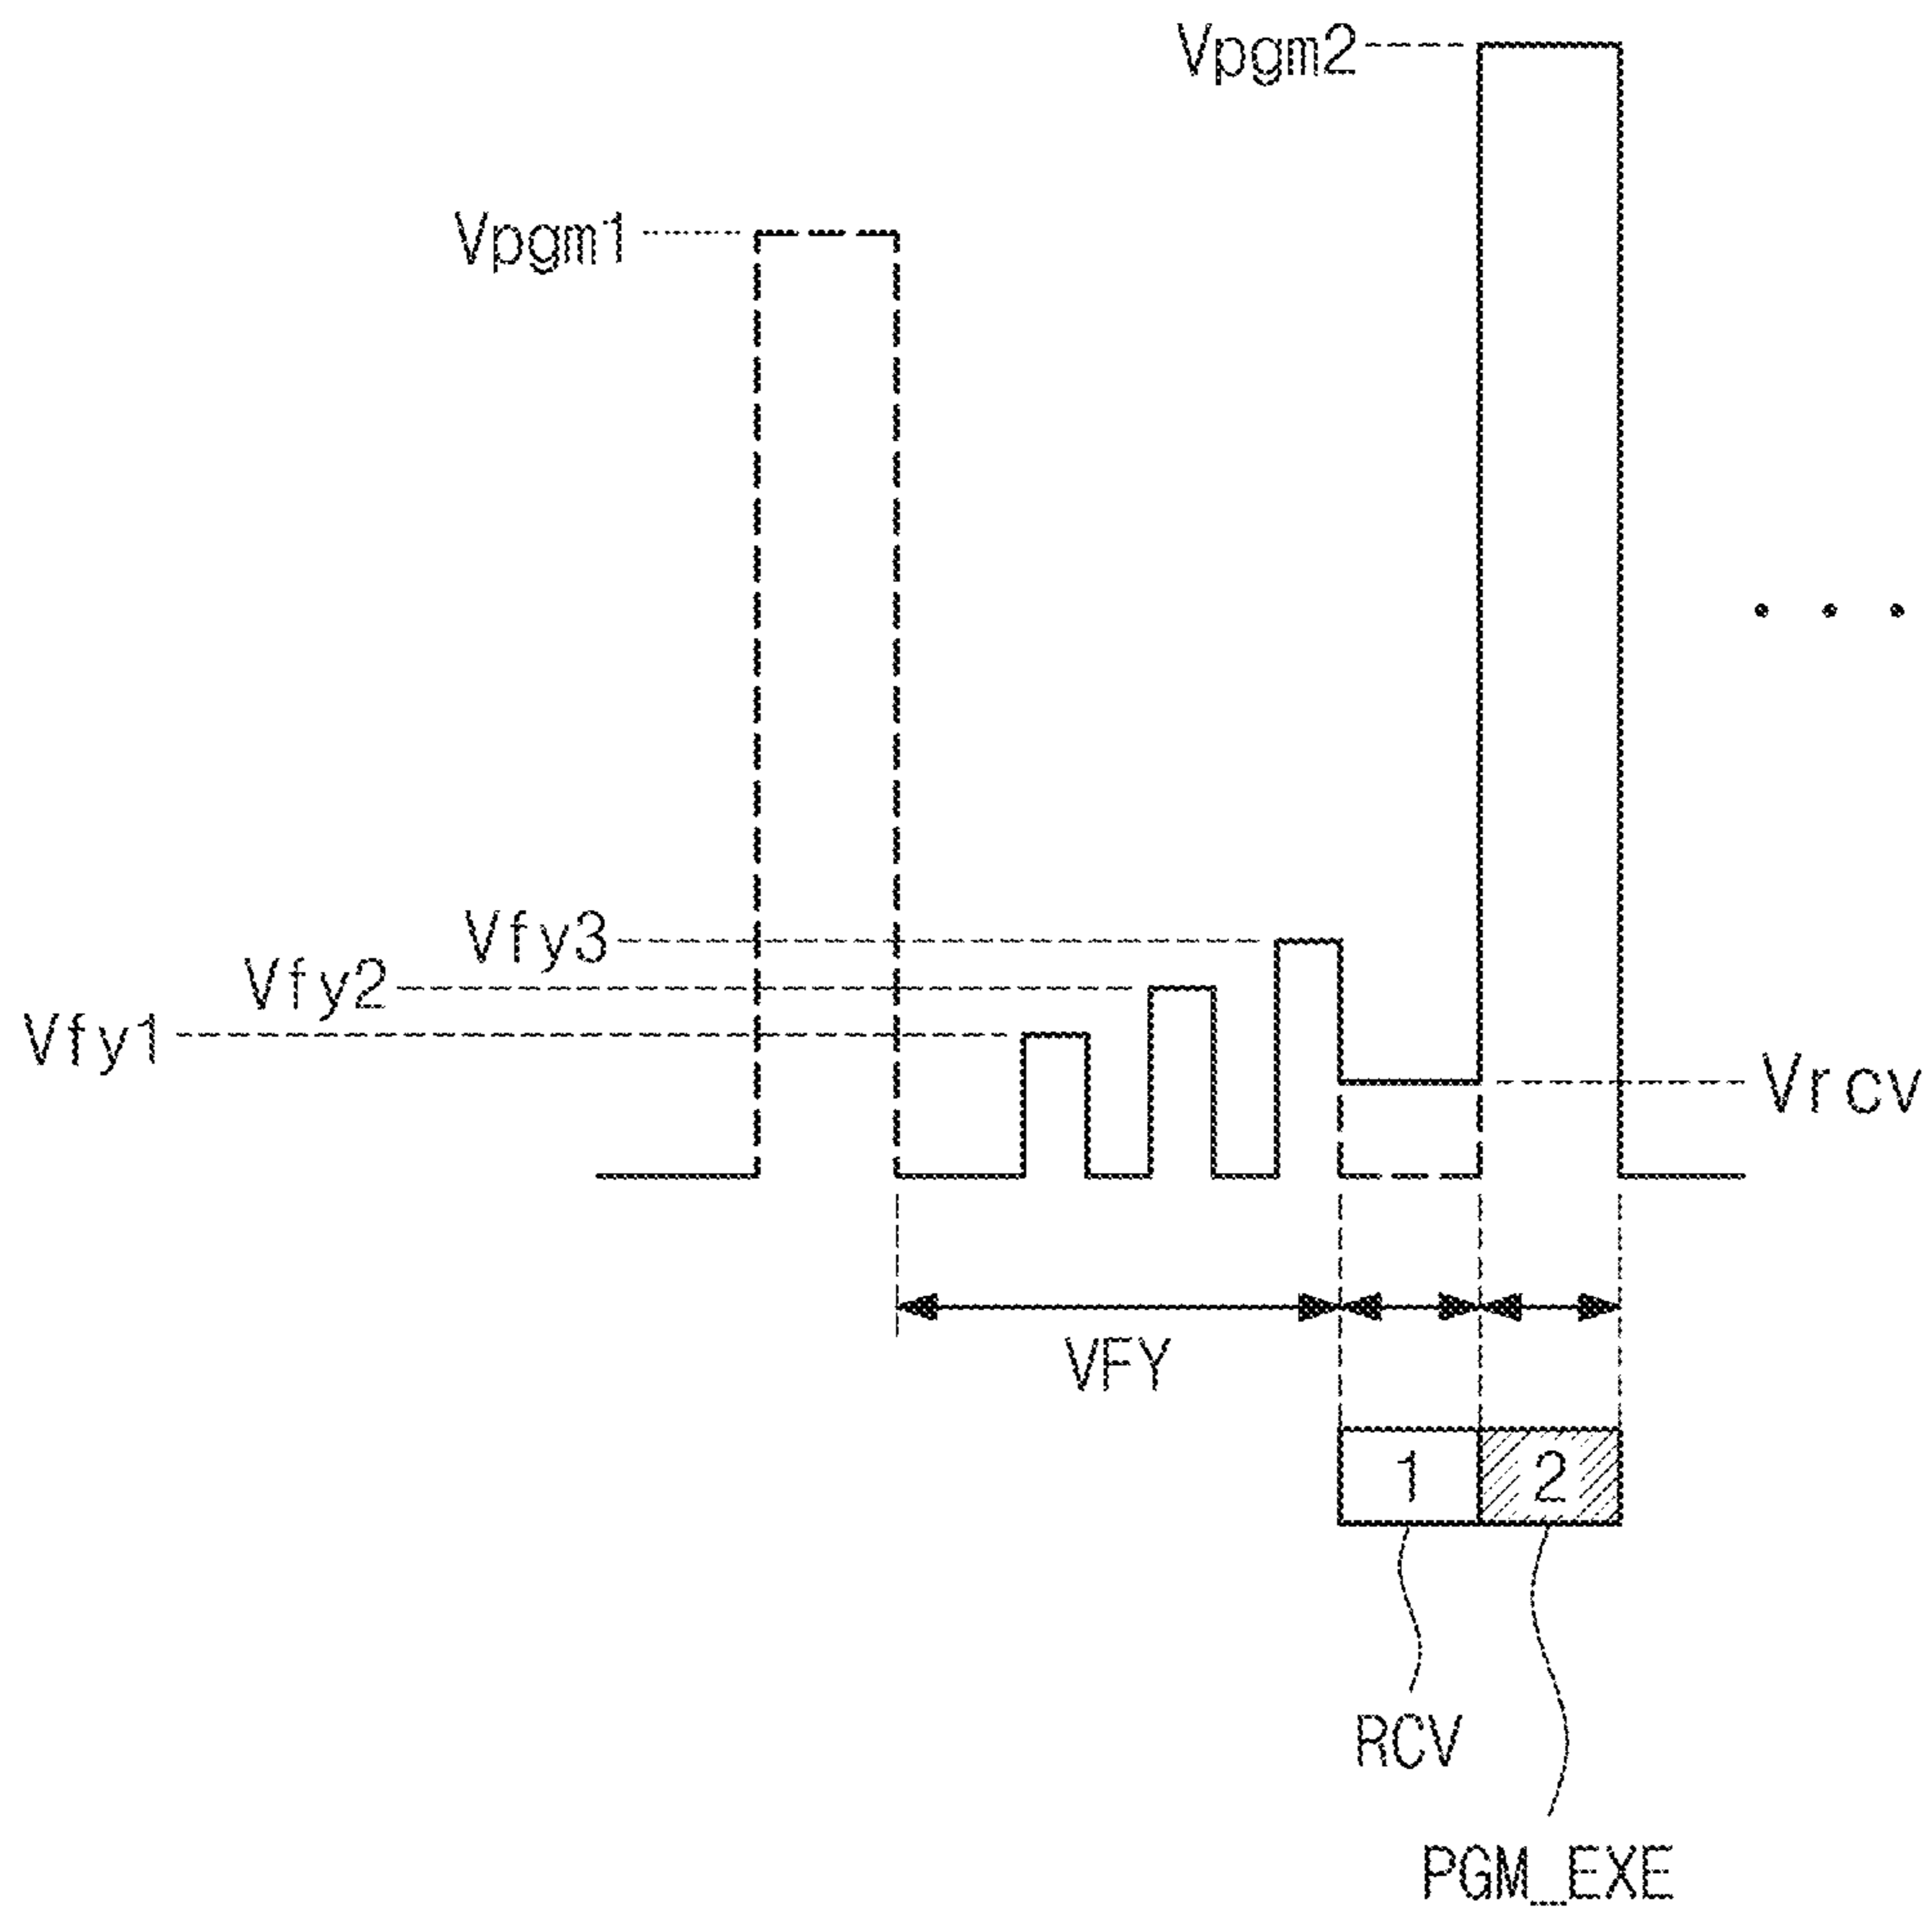 Vpgm2
Vpgm1
Vfy3
Vfy2
Vfy1
Vrcv
VFY
1 2
RCV
PGM_EXE